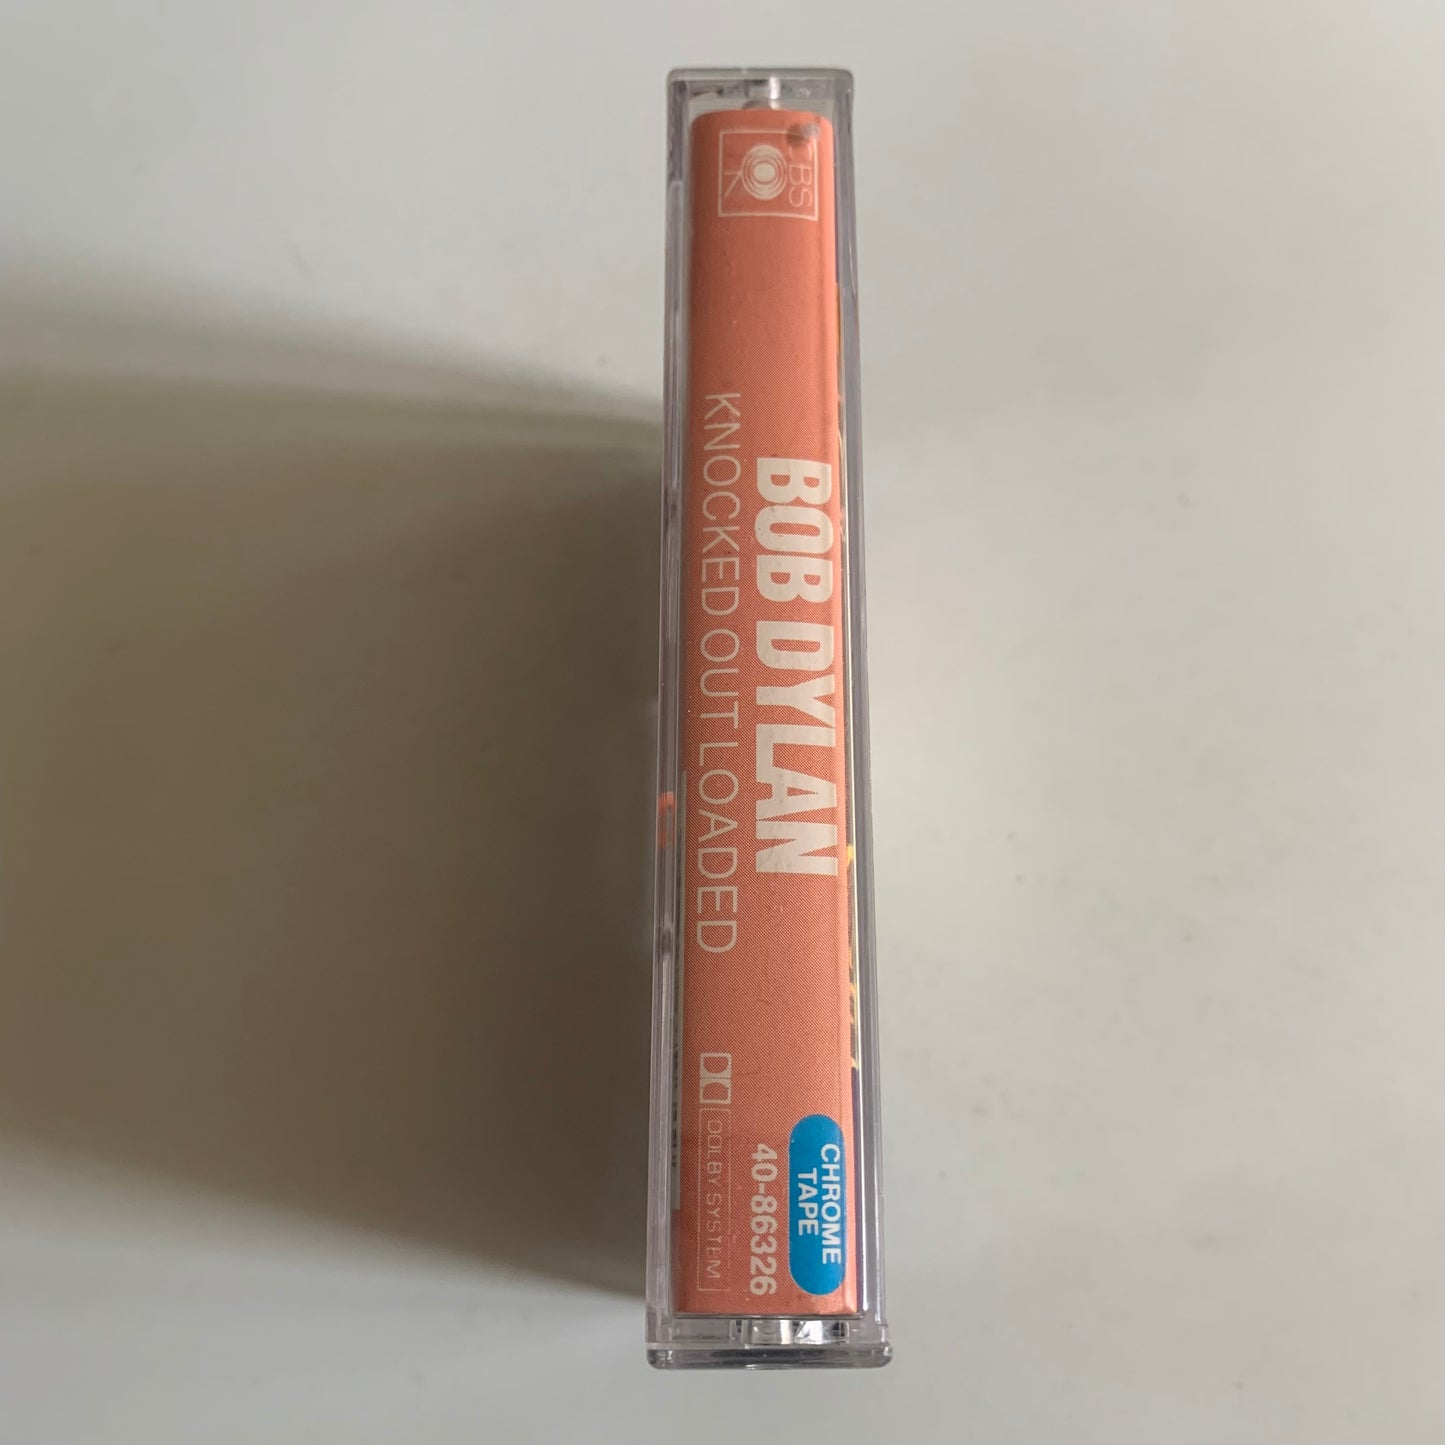 CBS
BOB DYLAN
KNOCKED OUT LOADED
CHROME
TAPE
40-86326
DOLBY SYSTEM